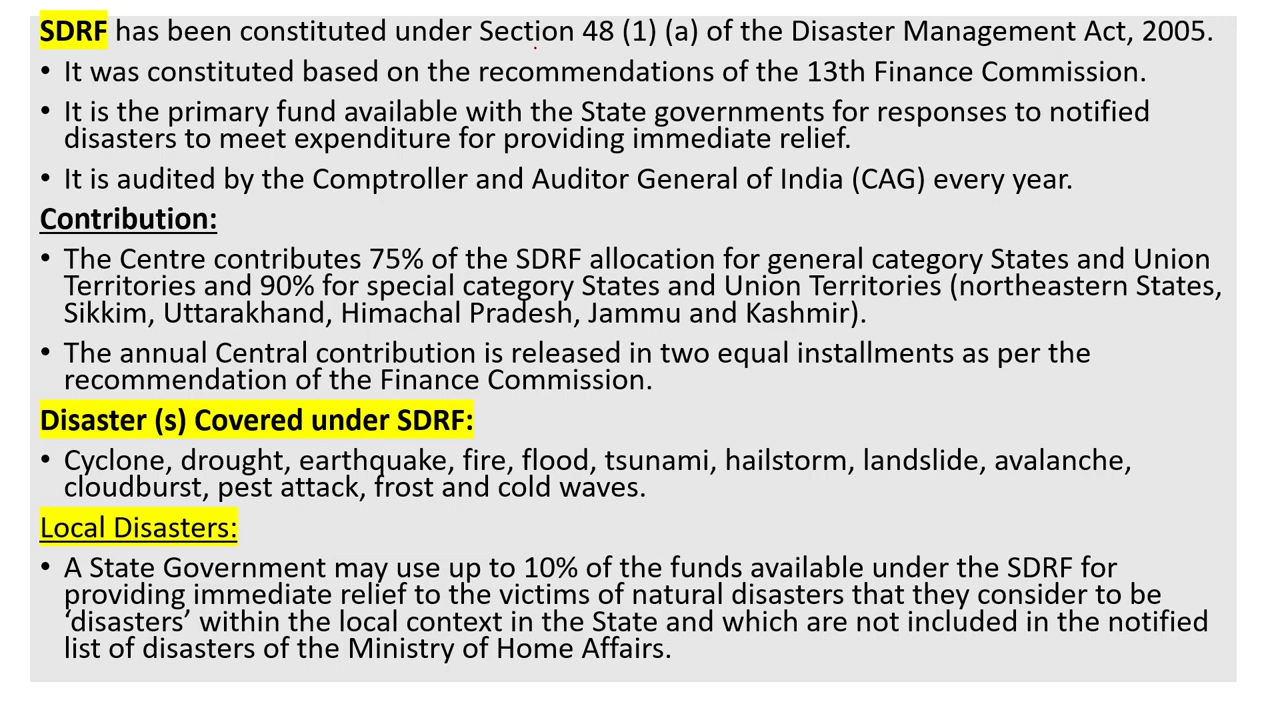 SDRF has been constituted under Section 48 (1) (a) of the Disaster Management Act, 2005.
• It was constituted based on the recommendations of the 13th Finance Commission.
• It is the primary fund available with the State governments for responses to notified
disasters to meet expenditure for providing immediate relief.
• It is audited by the Comptroller and Auditor General of India (CAG) every year.
Contribution:
• The Centre contributes 75% of the SDRF allocation for general category States and Union
Territories and 90% for special category States and Union Territories (northeastern States,
Sikkim, Uttarakhand, Himachal Pradesh, Jammu and Kashmir).
• The annual Central contribution is released in two equal installments as per the
recommendation of the Finance Commission.
Disaster (s) Covered under SDRF:
• Cyclone, drought, earthquake, fire, flood, tsunami, hailstorm, landslide, avalanche,
cloudburst, pest attack, frost and cold waves.
Local Disasters:
• A State Government may use up to 10% of the funds available under the SDRF for
providing immediate relief to the victims of natural disasters that they consider to be
‘disasters’ within the local context in the State and which are not included in the notified
list of disasters of the Ministry of Home Affairs.